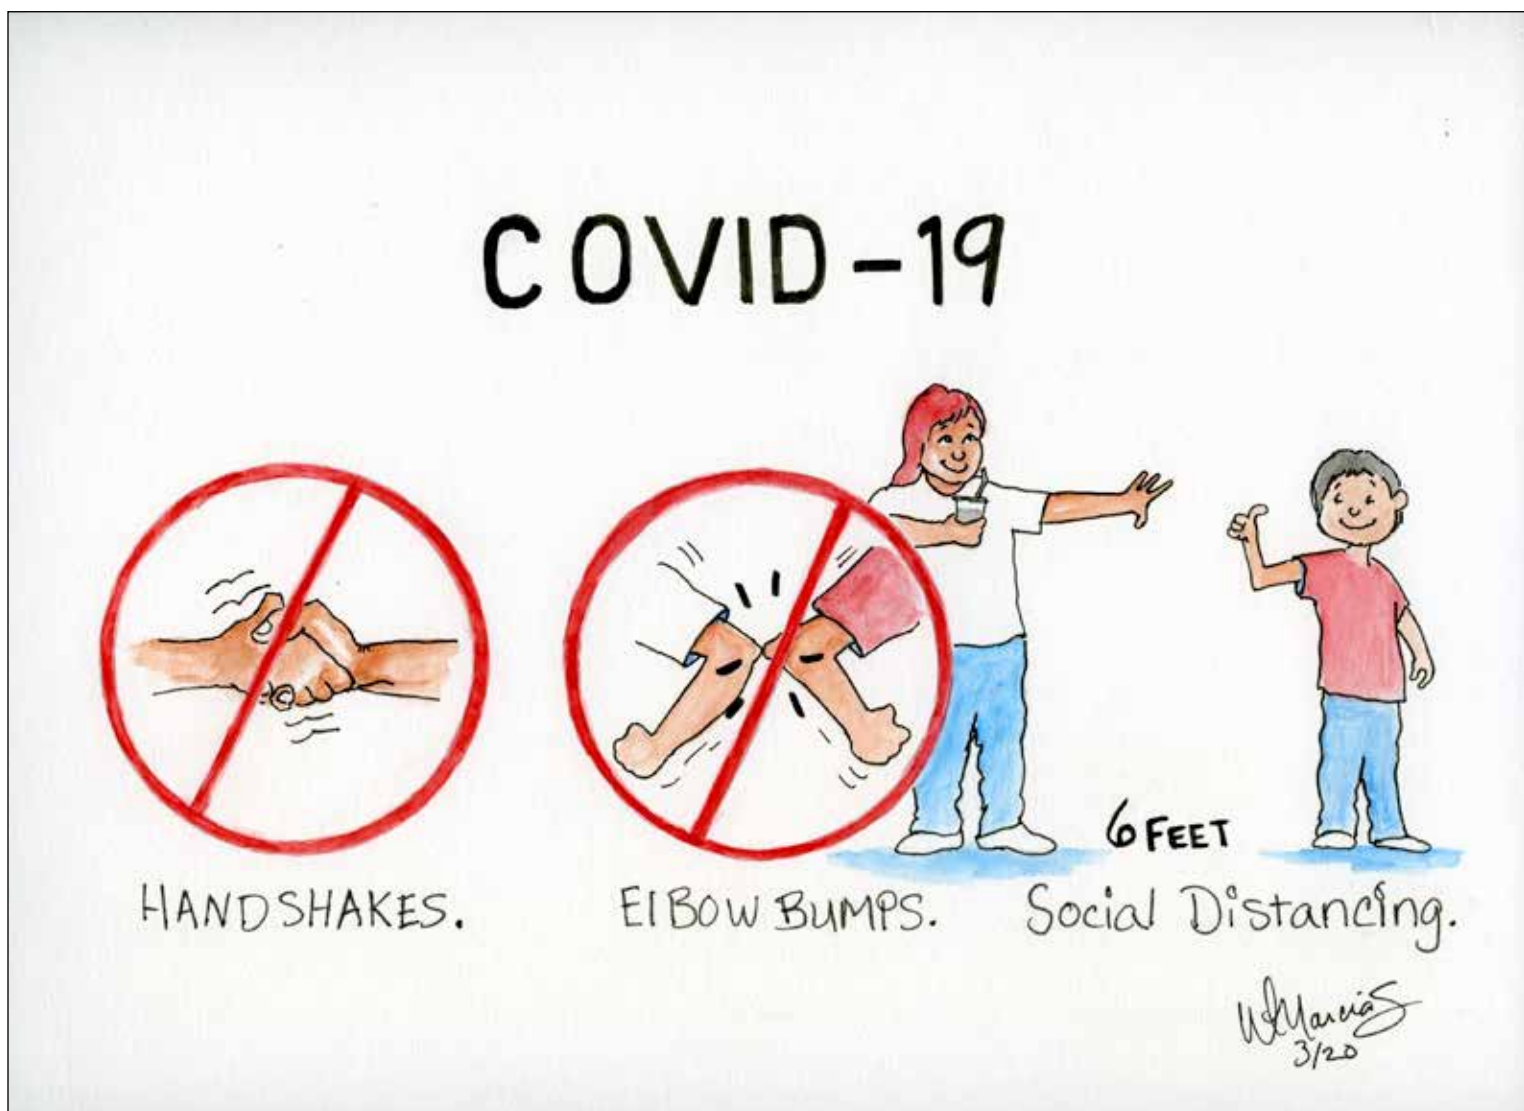 COVID-19
6 FEET
HANDSHAKES.
ElBOW BUMPS.
Social Distancing.
3/20